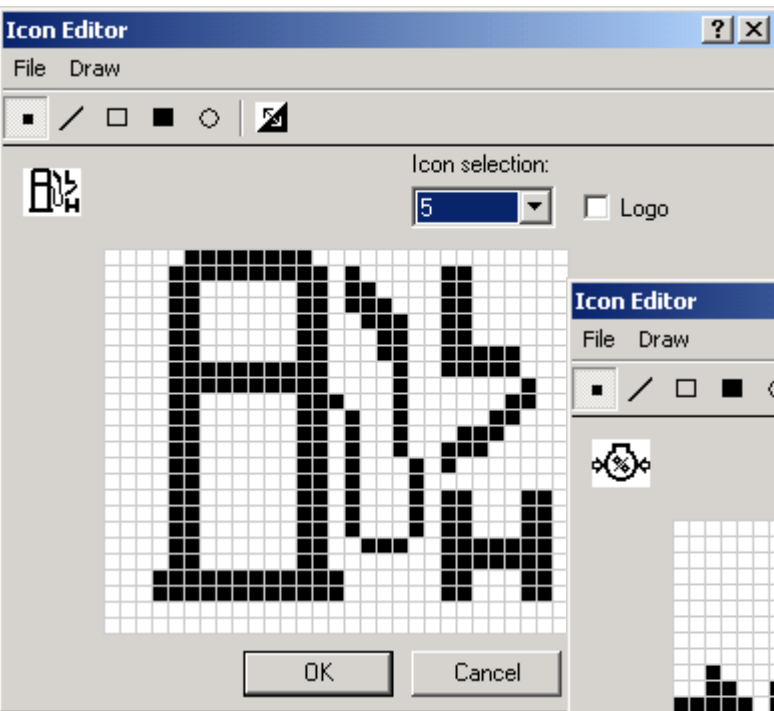 Icon Editor
File Draw
Icon selection:
5
Logo
L/H
OK
Cancel
Icon Editor
File Draw
%